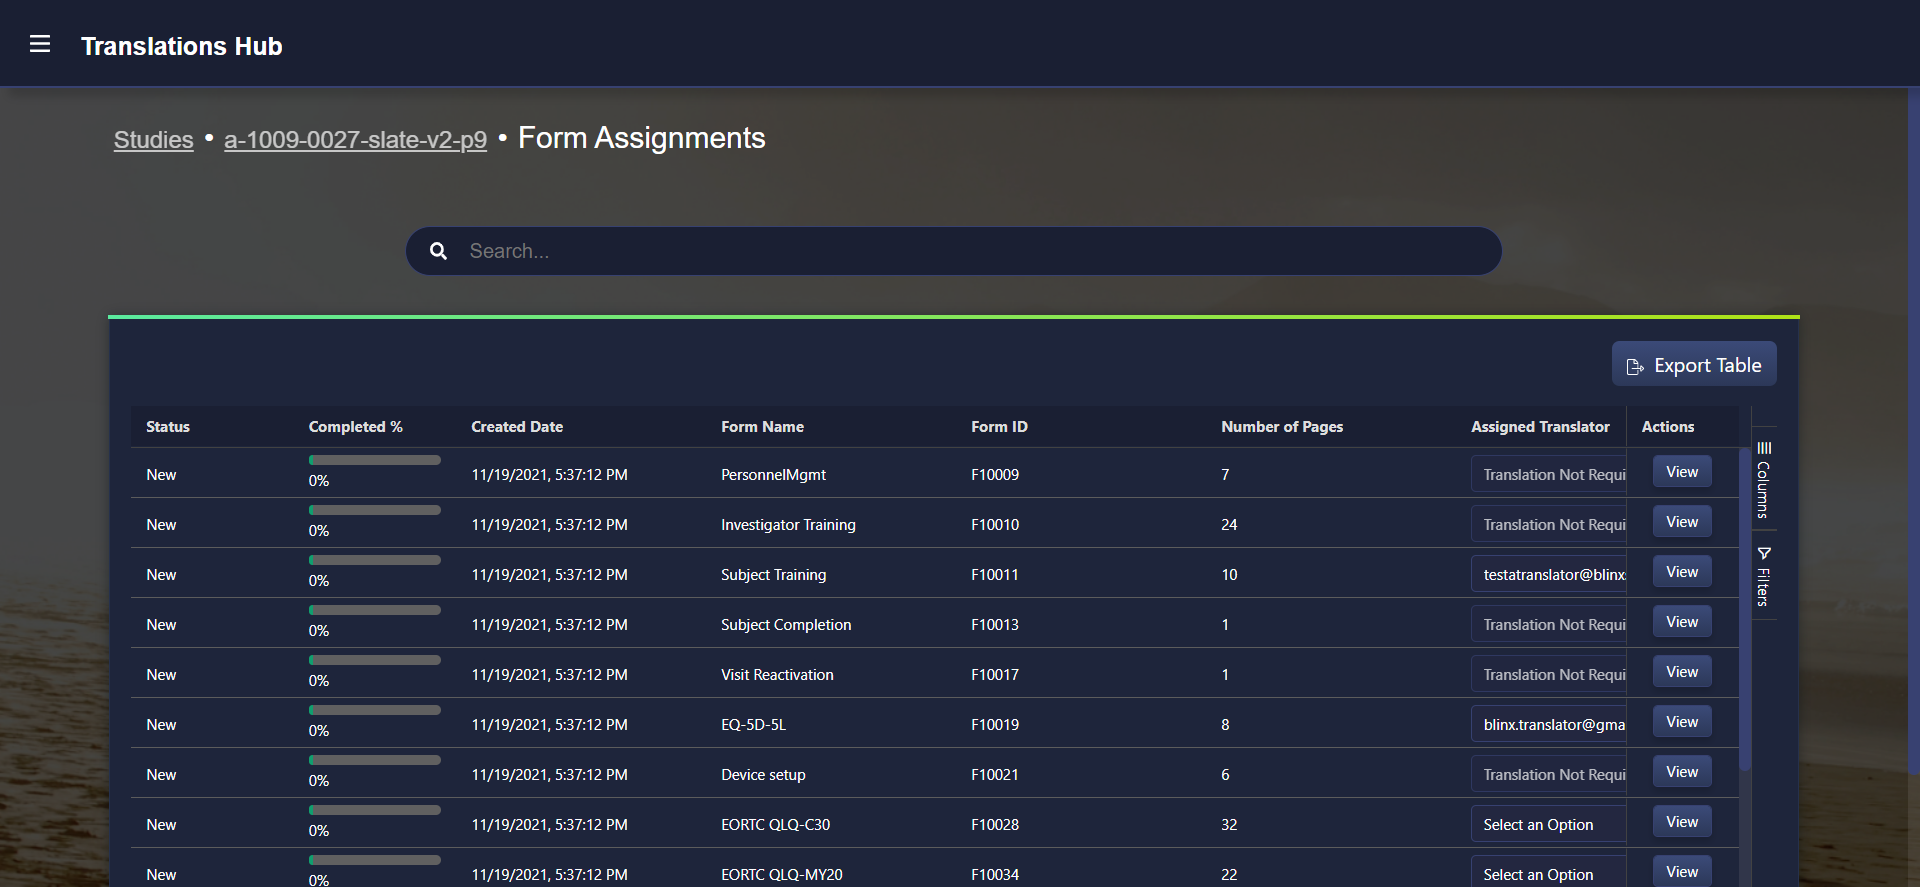 Translations Hub
Studies • a-1009-0027-slate-v2-p9 • Form Assignments
Search...
Export Table
Status Completed % Created Date Form Name Form ID Number of Pages Assigned Translator Actions
New 0% 11/19/2021, 5:37:12 PM PersonnelMgmt F10009 7 Translation Not Requi View
New 0% 11/19/2021, 5:37:12 PM Investigator Training F10010 24 Translation Not Requi View
New 0% 11/19/2021, 5:37:12 PM Subject Training F10011 10 testatranslator@blinx View
New 0% 11/19/2021, 5:37:12 PM Subject Completion F10013 1 Translation Not Requi View
New 0% 11/19/2021, 5:37:12 PM Visit Reactivation F10017 1 Translation Not Requi View
New 0% 11/19/2021, 5:37:12 PM EQ-5D-5L F10019 8 blinx.translator@gma View
New 0% 11/19/2021, 5:37:12 PM Device setup F10021 6 Translation Not Requi View
New 0% 11/19/2021, 5:37:12 PM EORTC QLQ-C30 F10028 32 Select an Option View
New 0% 11/19/2021, 5:37:12 PM EORTC QLQ-MY20 F10034 22 Select an Option View
Columns
Filters